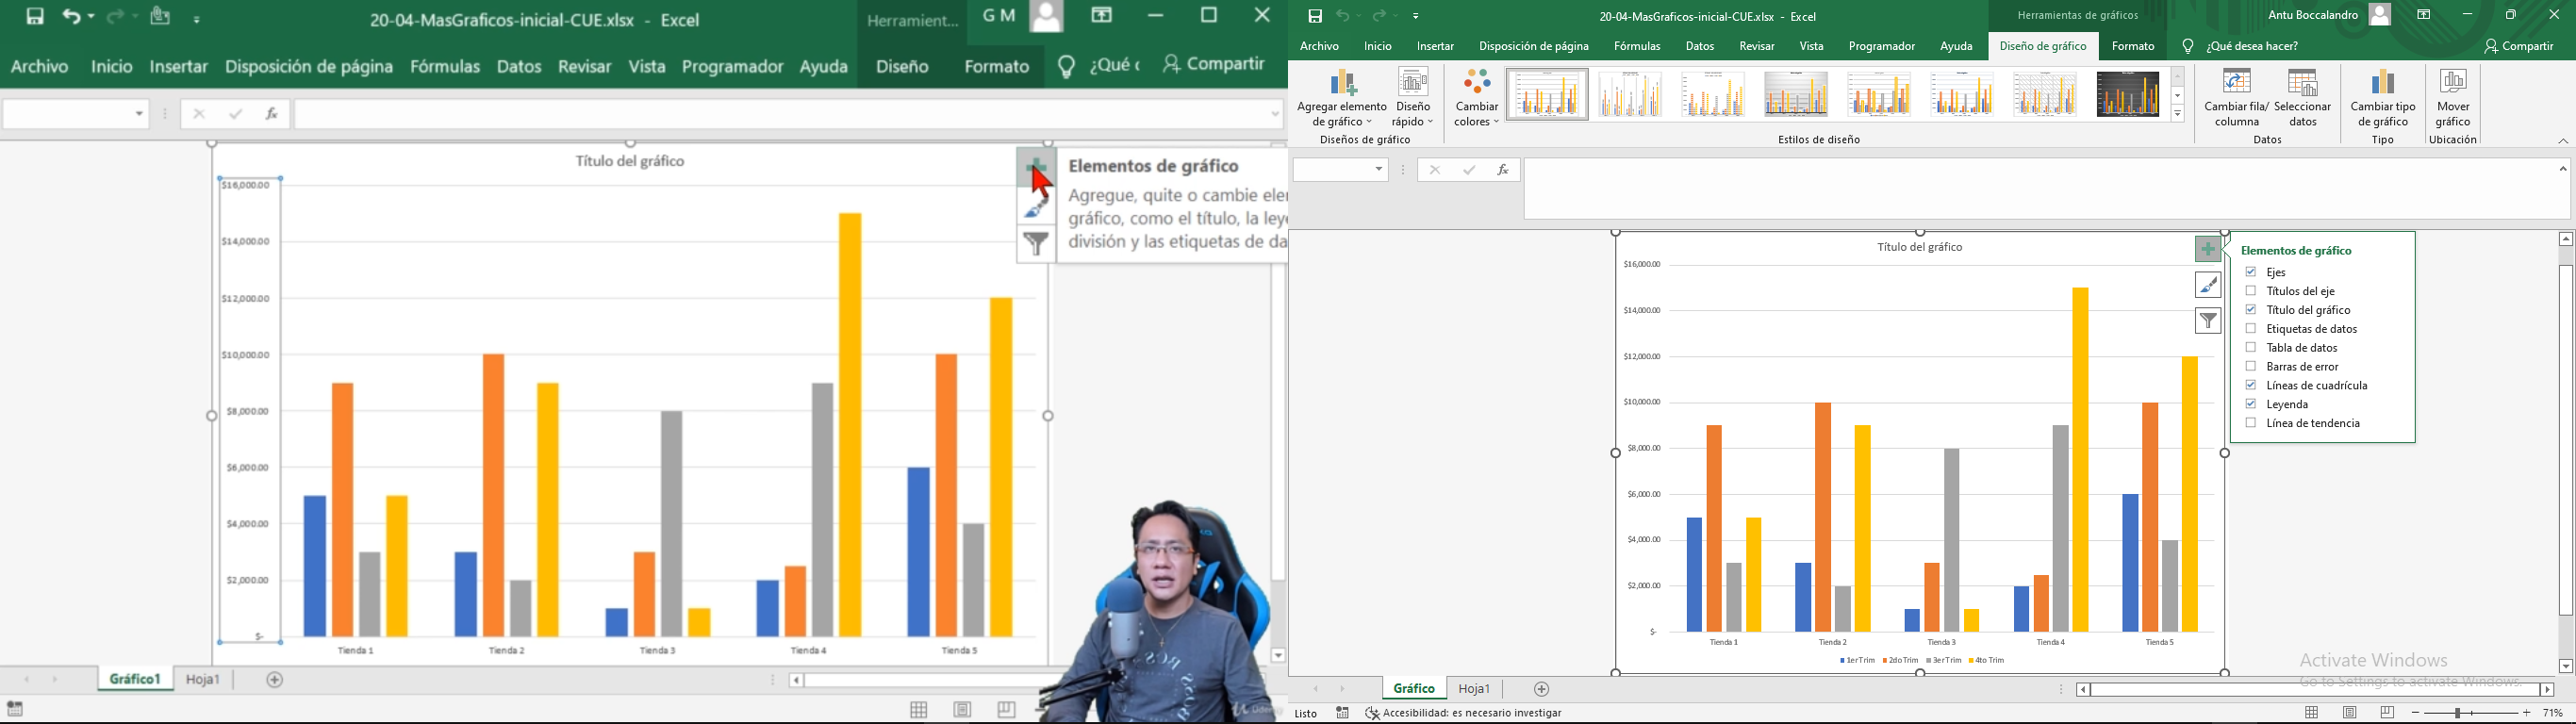 20-04-MasGraficos-inicial-CUE.xlsx - Excel
Herramient...
G M
Archivo Inicio Insertar Disposición de página Fórmulas Datos Revisar Vista Programador Ayuda Diseño Formato ¿Qué Compartir
fx
Título del gráfico
Elementos de gráfico
Agregue, quite o cambie ele
gráfico, como el título, la ley
división y las etiquetas de da
$16,000.00
$14,000.00
$12,000.00
$10,000.00
$8,000.00
$6,000.00
$4,000.00
$2,000.00
$-
Tienda 1 Tienda 2 Tienda 3 Tienda 4 Tienda 5
Gráfico1 Hoja1
20-04-MasGraficos-inicial-CUE.xlsx - Excel
Herramientas de gráficos
Antu Boccalandro
Archivo Inicio Insertar Disposición de página Fórmulas Datos Revisar Vista Programador Ayuda Diseño de gráfico Formato ¿Qué desea hacer? Compartir
Agregar elemento de gráfico
Diseño rápido
Cambiar colores
Cambiar fila/ columna
Seleccionar datos
Cambiar tipo de gráfico
Mover gráfico
Diseños de gráfico Estilos de diseño Datos Tipo Ubicación
fx
Título del gráfico
$16,000.00
$14,000.00
$12,000.00
$10,000.00
$8,000.00
$6,000.00
$4,000.00
$2,000.00
$-
Tienda 1 Tienda 2 Tienda 3 Tienda 4 Tienda 5
1er Trim 2do Trim 3er Trim 4to Trim
Elementos de gráfico
Ejes
Títulos del eje
Título del gráfico
Etiquetas de datos
Tabla de datos
Barras de error
Líneas de cuadrícula
Leyenda
Línea de tendencia
Activate Windows
Go to Settings to activate Windows.
Gráfico Hoja1
Listo Accesibilidad: es necesario investigar 71%